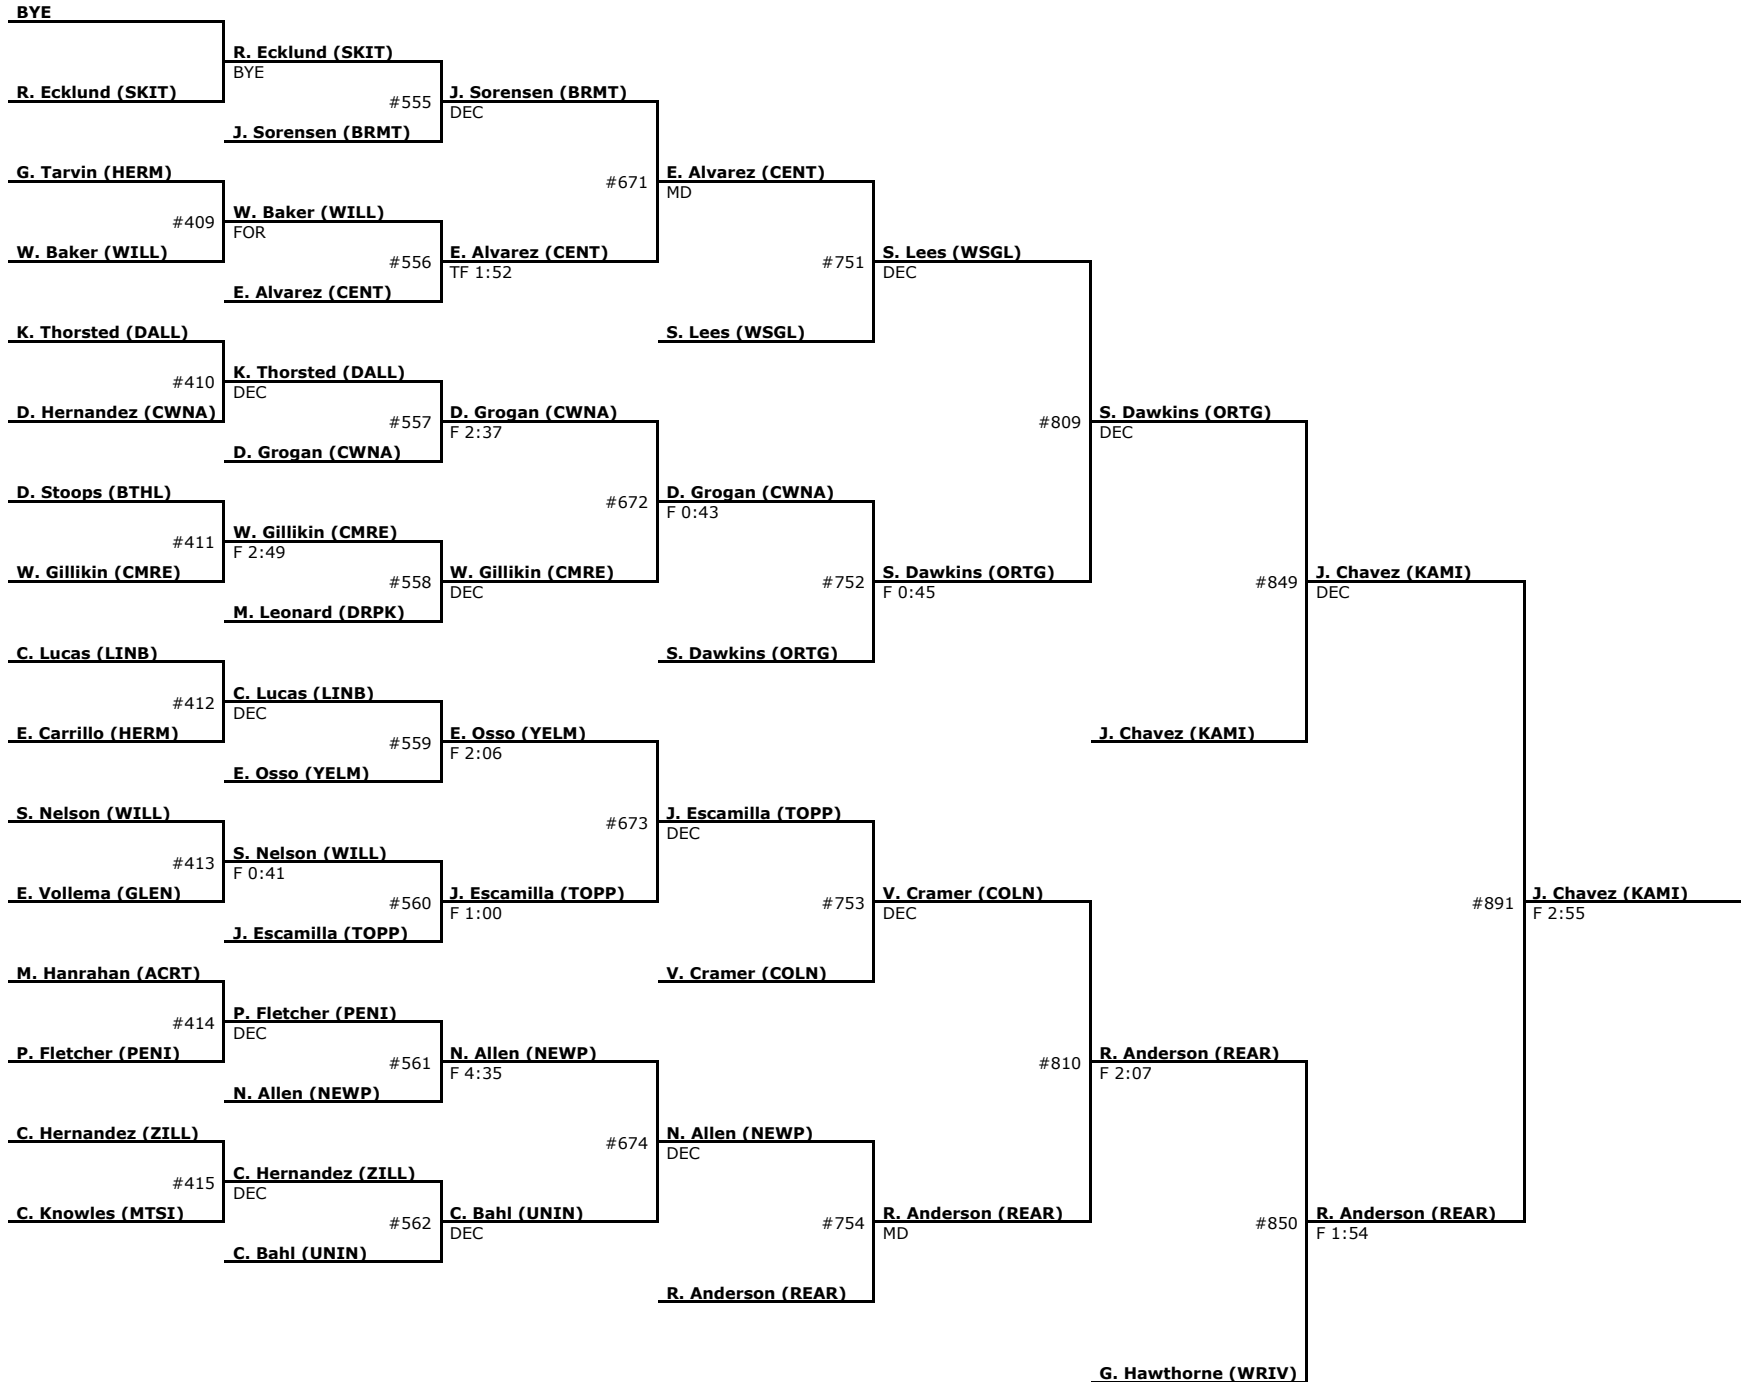 BYE
R. Ecklund (SKIT)
BYE
R. Ecklund (SKIT)
#555
J. Sorensen (BRMT)
DEC
J. Sorensen (BRMT)
G. Tarvin (HERM)
#671
E. Alvarez (CENT)
MD
#409
W. Baker (WILL)
FOR
W. Baker (WILL)
#556
E. Alvarez (CENT)
TF 1:52
#751
S. Lees (WSGL)
DEC
E. Alvarez (CENT)
K. Thorsted (DALL)
S. Lees (WSGL)
#410
K. Thorsted (DALL)
DEC
D. Hernandez (CWNA)
#557
D. Grogan (CWNA)
F 2:37
#809
S. Dawkins (ORTG)
DEC
D. Grogan (CWNA)
D. Stoops (BTHL)
#672
D. Grogan (CWNA)
F 0:43
#411
W. Gillikin (CMRE)
F 2:49
W. Gillikin (CMRE)
#558
W. Gillikin (CMRE)
DEC
#752
S. Dawkins (ORTG)
F 0:45
#849
J. Chavez (KAMI)
DEC
M. Leonard (DRPK)
C. Lucas (LINB)
S. Dawkins (ORTG)
#412
C. Lucas (LINB)
DEC
E. Carrillo (HERM)
#559
E. Osso (YELM)
F 2:06
J. Chavez (KAMI)
E. Osso (YELM)
S. Nelson (WILL)
#673
J. Escamilla (TOPP)
DEC
#413
S. Nelson (WILL)
F 0:41
E. Vollema (GLEN)
#560
J. Escamilla (TOPP)
F 1:00
#753
V. Cramer (COLN)
DEC
#891
J. Chavez (KAMI)
F 2:55
J. Escamilla (TOPP)
M. Hanrahan (ACRT)
V. Cramer (COLN)
#414
P. Fletcher (PENI)
DEC
P. Fletcher (PENI)
#561
N. Allen (NEWP)
F 4:35
#810
R. Anderson (REAR)
F 2:07
N. Allen (NEWP)
C. Hernandez (ZILL)
#674
N. Allen (NEWP)
DEC
#415
C. Hernandez (ZILL)
DEC
C. Knowles (MTSI)
#562
C. Bahl (UNIN)
DEC
#754
R. Anderson (REAR)
MD
#850
R. Anderson (REAR)
F 1:54
C. Bahl (UNIN)
R. Anderson (REAR)
G. Hawthorne (WRIV)